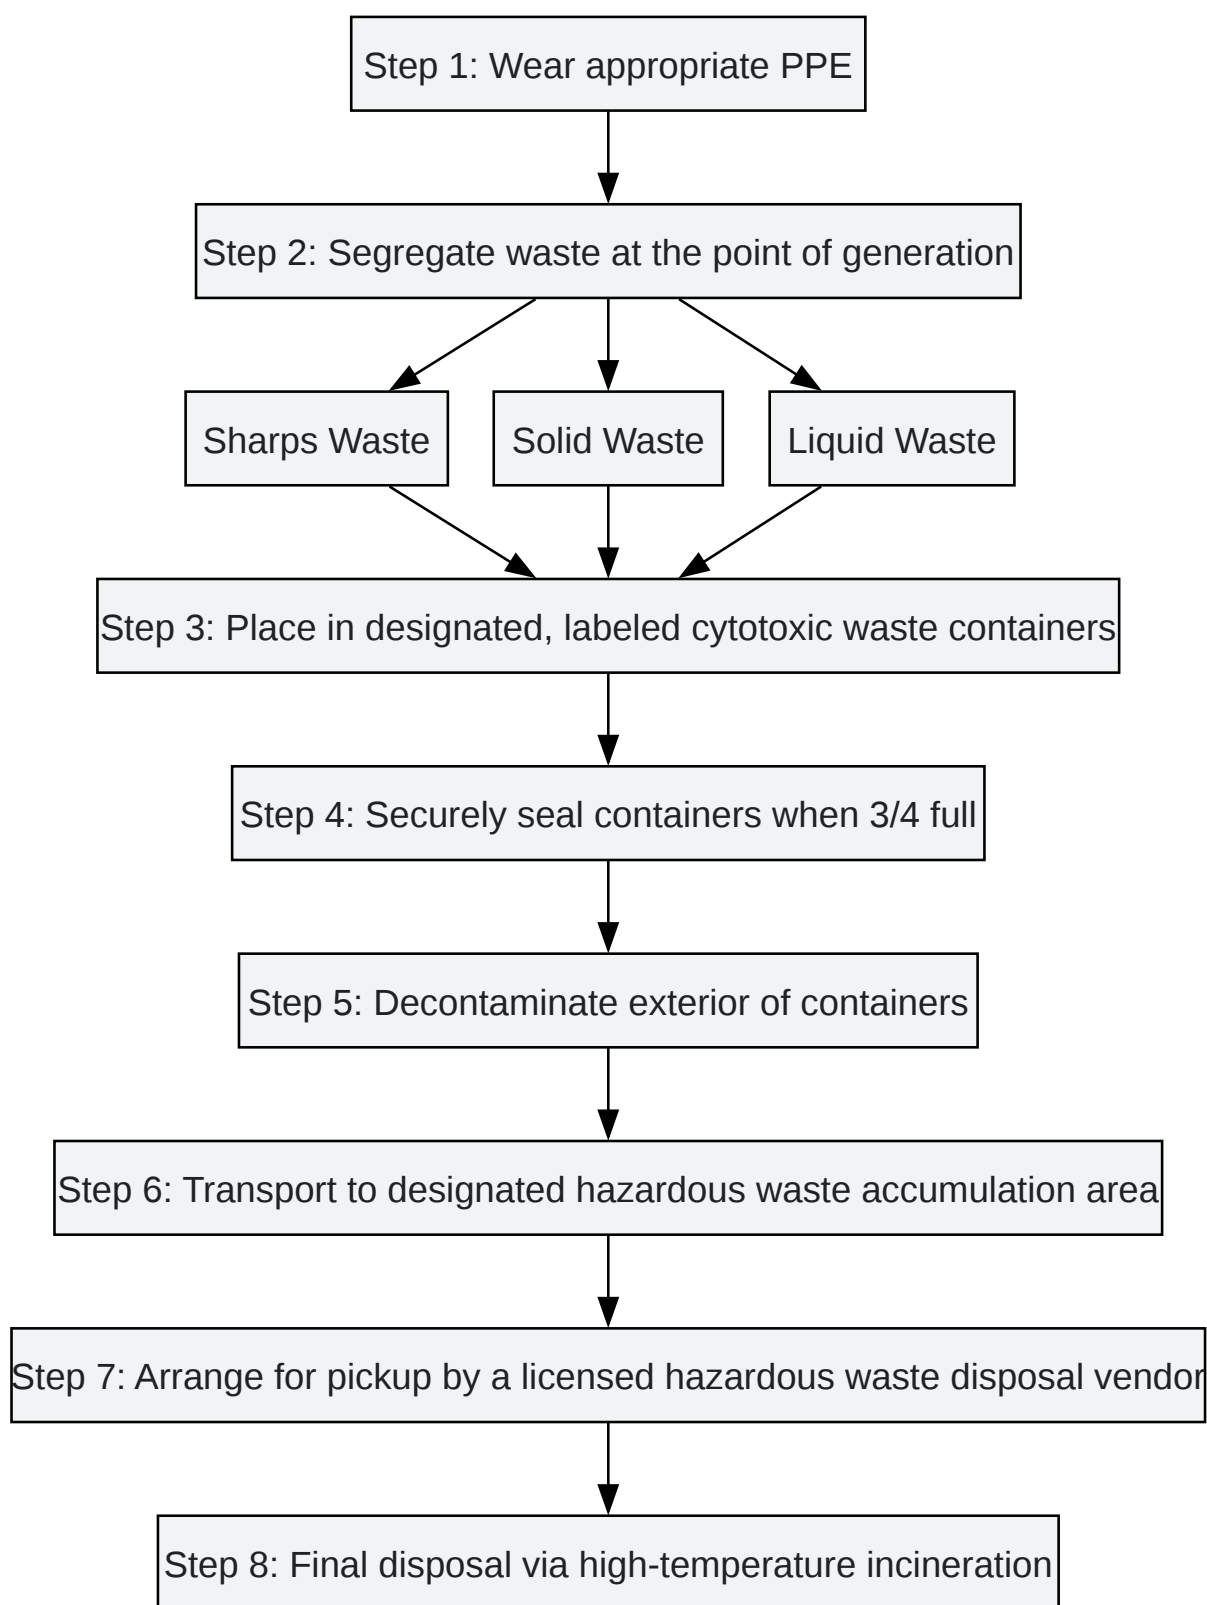 Step 1: Wear appropriate PPE
Step 2: Segregate waste at the point of generation
Sharps Waste
Solid Waste
Liquid Waste
Step 3: Place in designated, labeled cytotoxic waste containers
Step 4: Securely seal containers when 3/4 full
Step 5: Decontaminate exterior of containers
Step 6: Transport to designated hazardous waste accumulation area
Step 7: Arrange for pickup by a licensed hazardous waste disposal vendor
Step 8: Final disposal via high-temperature incineration